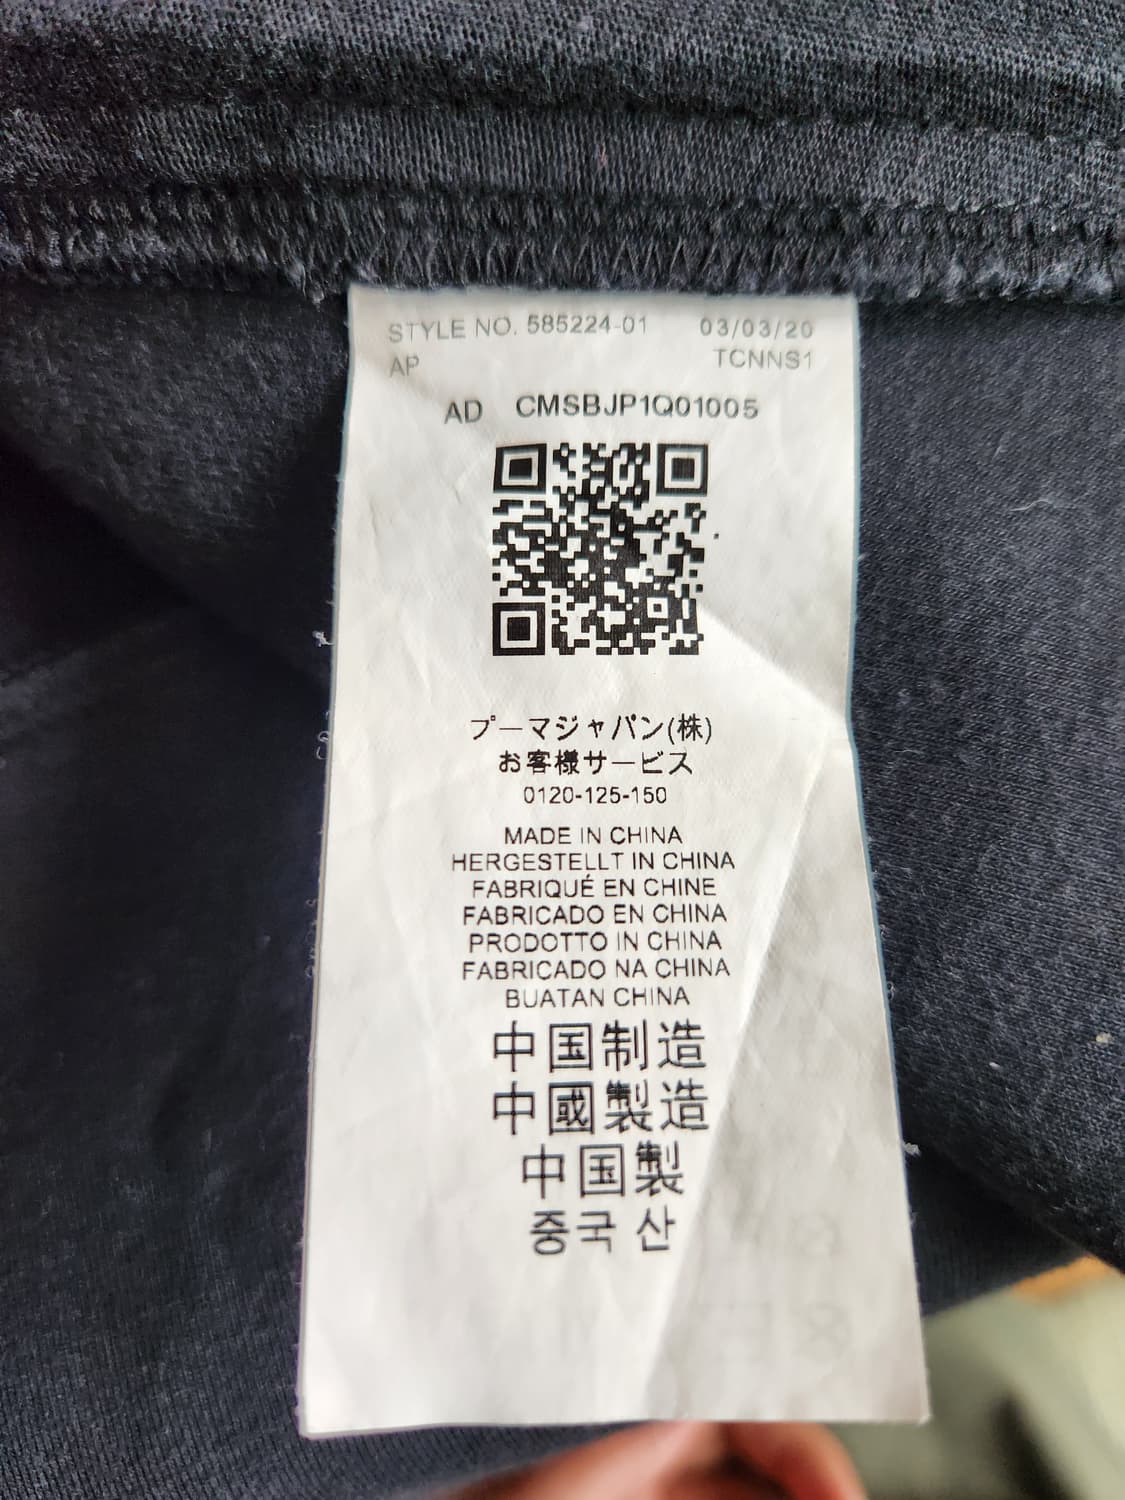 STYLE NO. 585224-01 03/03/20
AP TCNNS1
AD CMSBJP1Q01005
プーマジャパン(株)
お客様サービス
0120-125-150
MADE IN CHINA
HERGESTELLT IN CHINA
FABRIQUÉ EN CHINE
FABRICADO EN CHINA
PRODOTTO IN CHINA
FABRICADO NA CHINA
BUATAN CHINA
中国制造
中國製造
中国製
중국 산